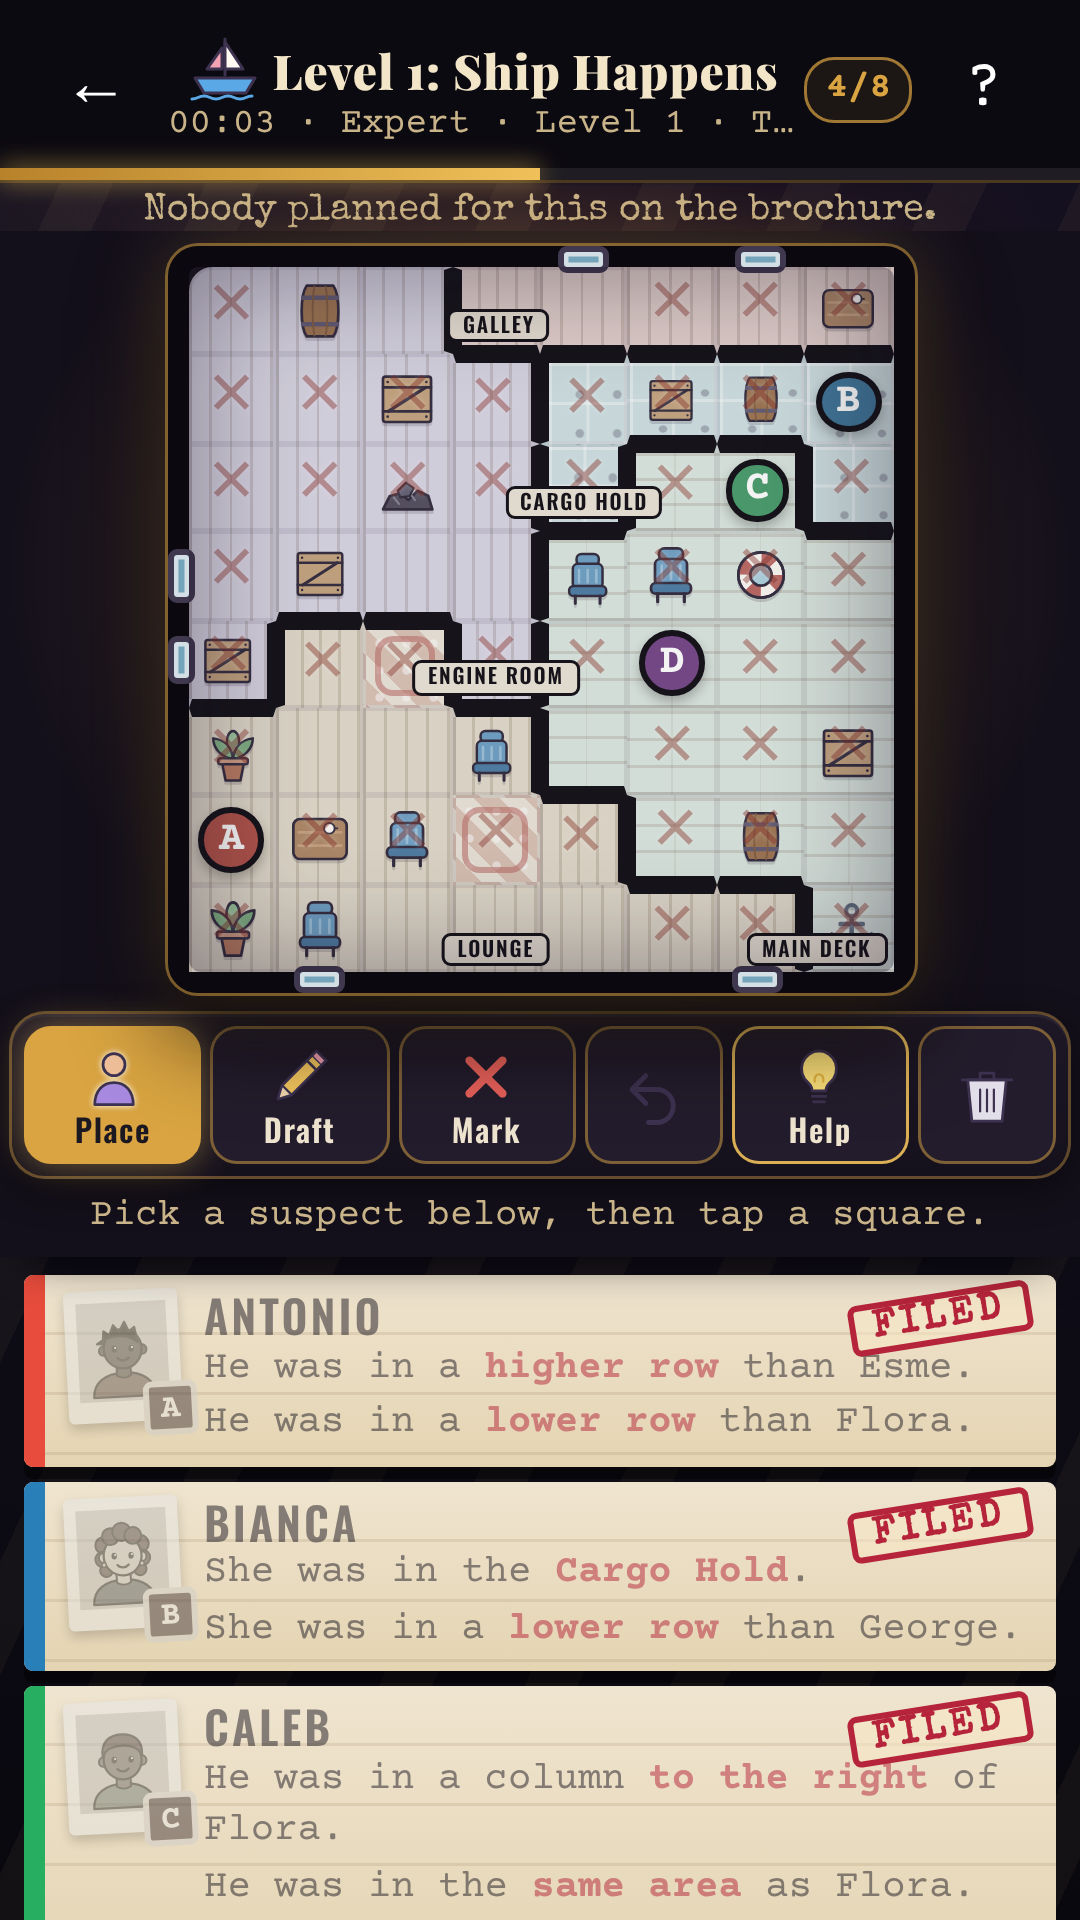 ←
Level 1: Ship Happens
4/8
?
00:03 · Expert · Level 1 · T…
Nobody planned for this on the brochure.
GALLEY
B
C
CARGO HOLD
D
ENGINE ROOM
A
LOUNGE
MAIN DECK
Place
Draft
Mark
Help
Pick a suspect below, then tap a square.
ANTONIO
FILED
He was in a higher row than Esme.
A
He was in a lower row than Flora.
BIANCA
FILED
She was in the Cargo Hold.
B
She was in a lower row than George.
CALEB
FILED
He was in a column to the right of
C
Flora.
He was in the same area as Flora.